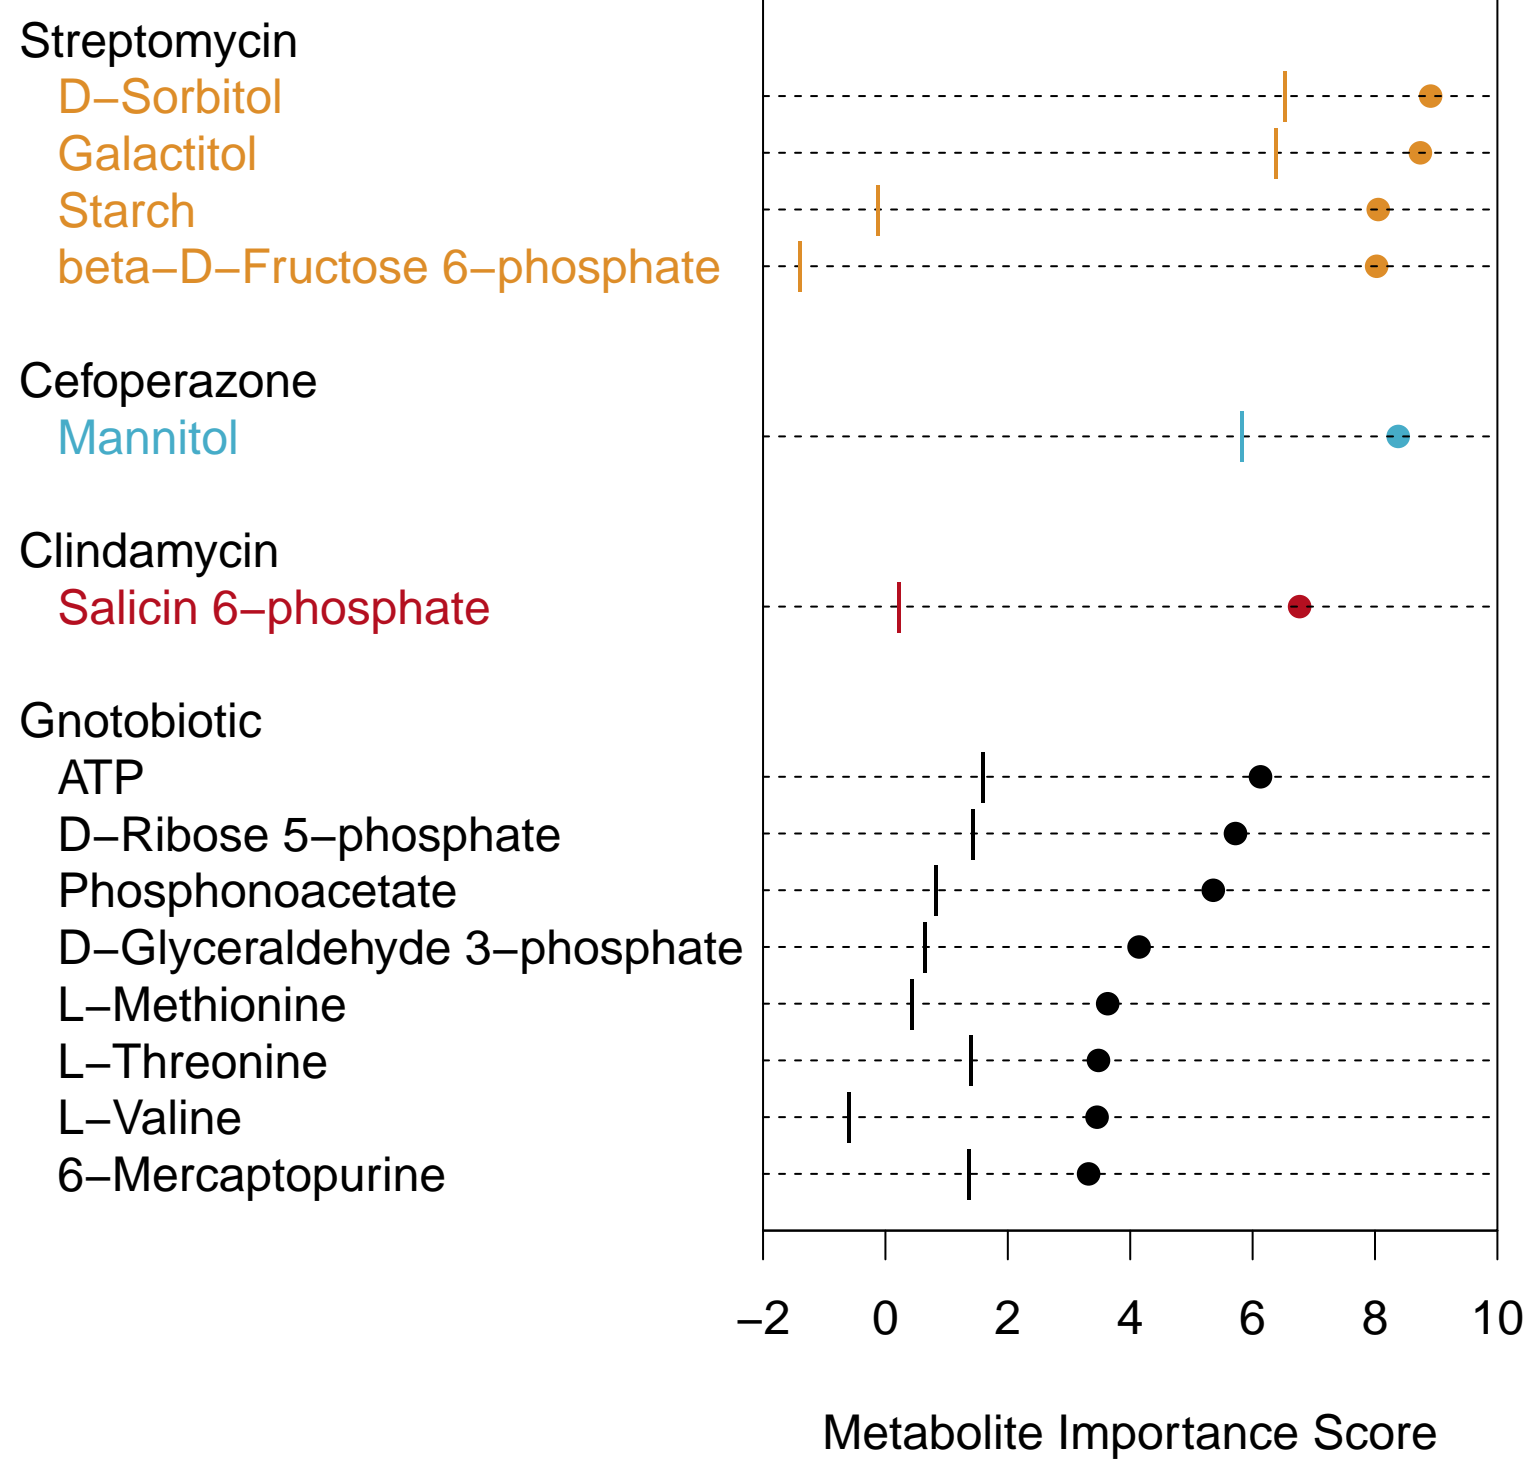 Streptomycin
D−Sorbitol
Galactitol
Starch
beta−D−Fructose 6−phosphate
Cefoperazone
Mannitol
Clindamycin
Salicin 6−phosphate
Gnotobiotic
ATP
D−Ribose 5−phosphate
Phosphonoacetate
D−Glyceraldehyde 3−phosphate
L−Methionine
L−Threonine
L−Valine
6−Mercaptopurine
−2 0 2 4 6 8 10
Metabolite Importance Score